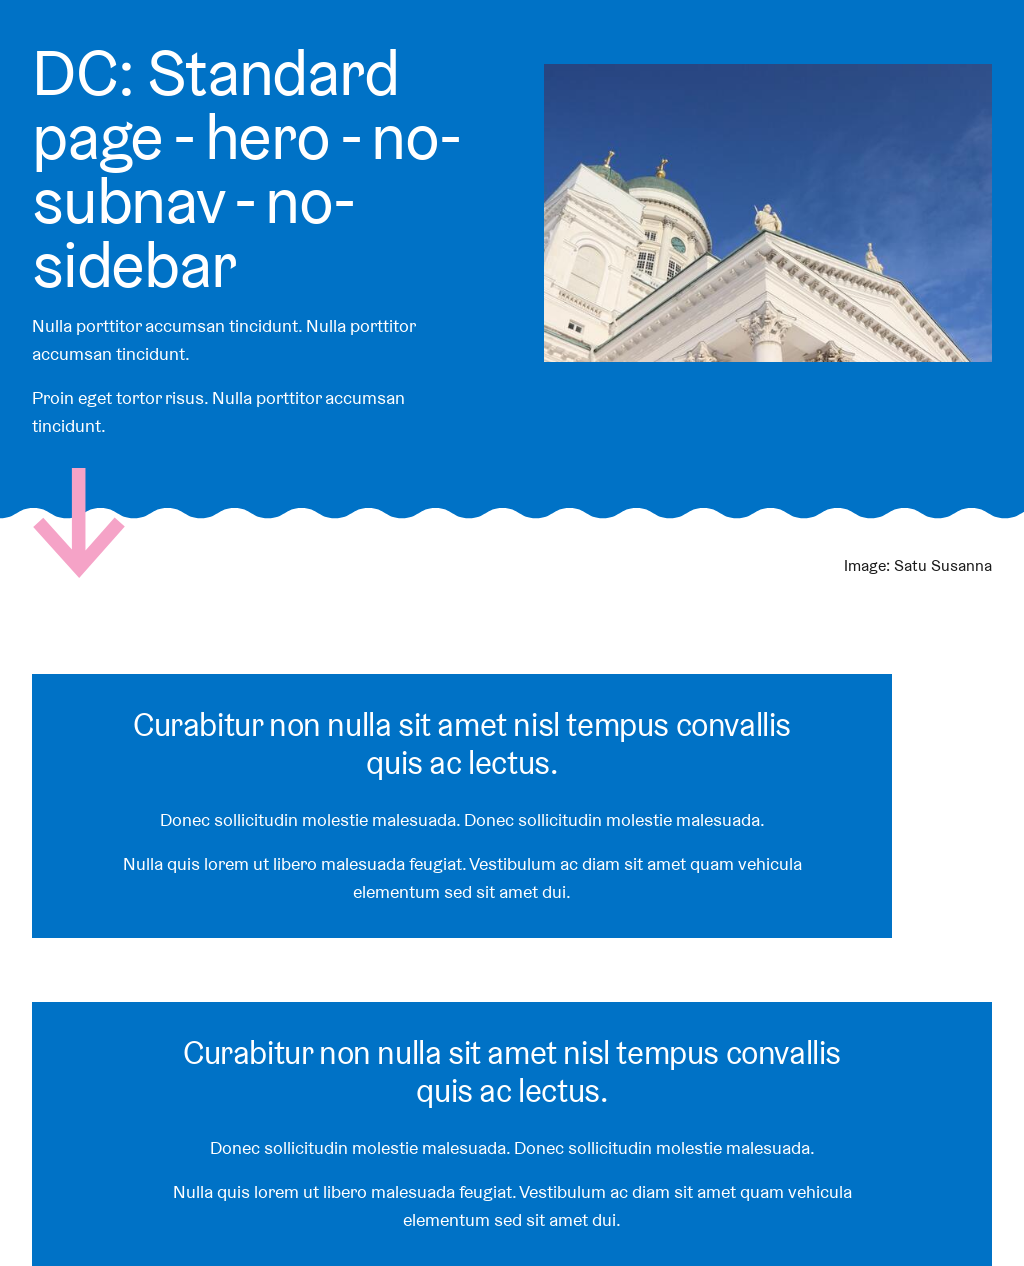 DC: Standard
page - hero - no-
subnav - no-
sidebar
Nulla porttitor accumsan tincidunt. Nulla porttitor
accumsan tincidunt.
Proin eget tortor risus. Nulla porttitor accumsan
tincidunt.
Image: Satu Susanna
Curabitur non nulla sit amet nisl tempus convallis
quis ac lectus.
Donec sollicitudin molestie malesuada. Donec sollicitudin molestie malesuada.
Nulla quis lorem ut libero malesuada feugiat. Vestibulum ac diam sit amet quam vehicula
elementum sed sit amet dui.
Curabitur non nulla sit amet nisl tempus convallis
quis ac lectus.
Donec sollicitudin molestie malesuada. Donec sollicitudin molestie malesuada.
Nulla quis lorem ut libero malesuada feugiat. Vestibulum ac diam sit amet quam vehicula
elementum sed sit amet dui.